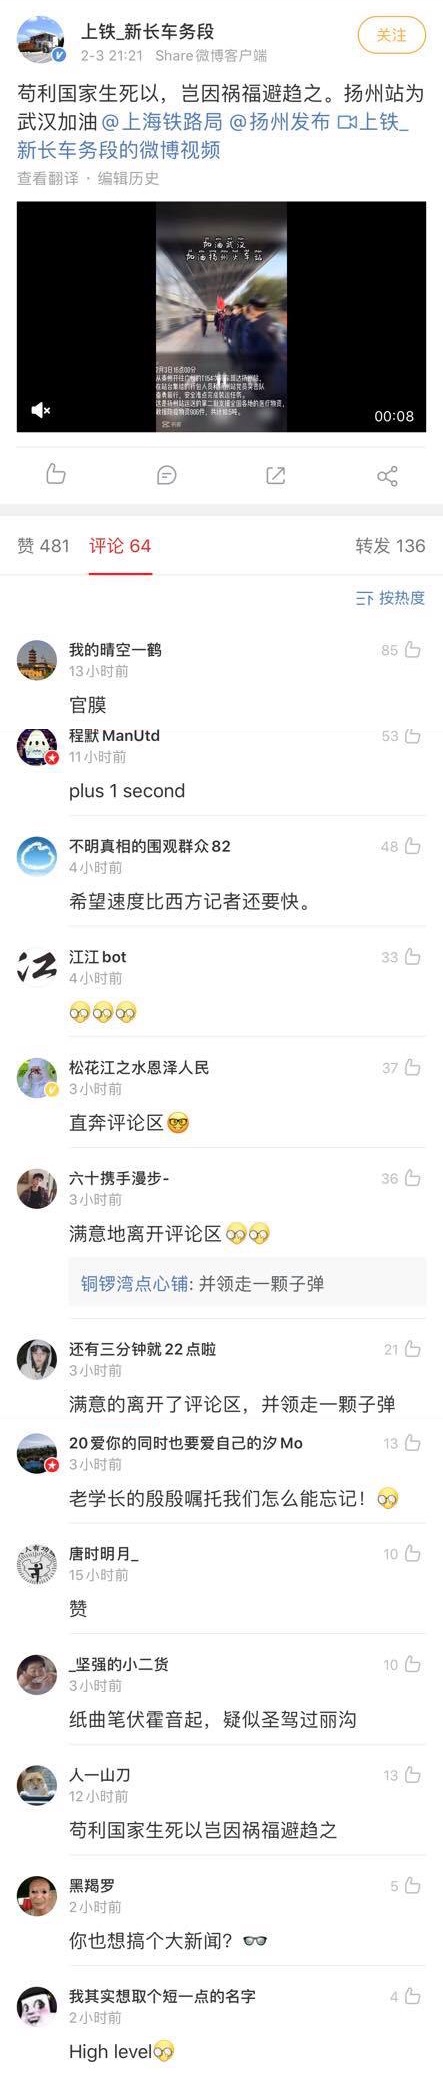 上铁_新长车务段
关注
2-3 21:21 Share微博客户端
苟利国家生死以，岂因祸福避趋之。扬州站为
武汉加油 @上海铁路局 @扬州发布 上铁_
新长车务段的微博视频
查看翻译 · 编辑历史
加油武汉
加油扬州火车站
00:08
赞 481 评论 64 转发 136
按热度
我的晴空一鹤 85
13小时前
官膜
程默ManUtd 53
11小时前
plus 1 second
不明真相的围观群众82 48
4小时前
希望速度比西方记者还要快。
江
江江bot 33
4小时前
松花江之水恩泽人民 37
3小时前
直奔评论区
六十携手漫步- 36
3小时前
满意地离开评论区
铜锣湾点心铺: 并领走一颗子弹
还有三分钟就22点啦 21
3小时前
满意的离开了评论区，并领走一颗子弹
20爱你的同时也要爱自己的汐Mo 13
3小时前
老学长的殷殷嘱托我们怎么能忘记！
唐时明月_ 10
15小时前
赞
_坚强的小二货 10
3小时前
纸曲笔伏霍音起，疑似圣驾过丽沟
人一山刀 13
12小时前
苟利国家生死以岂因祸福避趋之
黑羯罗 5
2小时前
你也想搞个大新闻？
我其实想取个短一点的名字 4
2小时前
High level